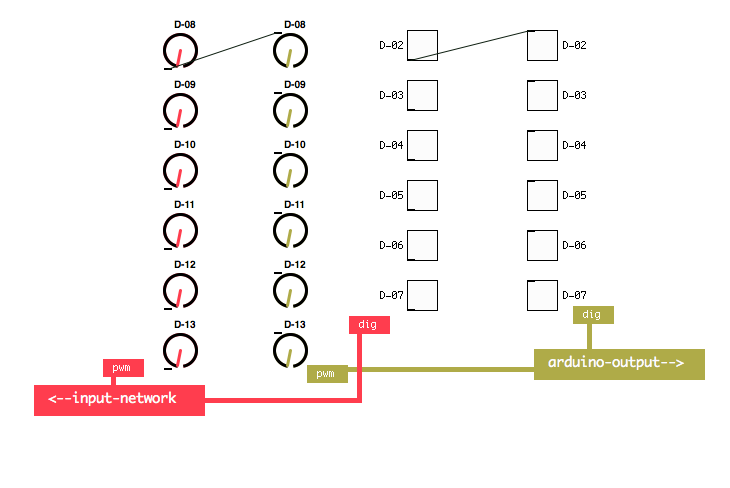 D-08 D-08
D-02 D-02
D-09 D-09
D-03 D-03
D-10 D-10
D-04 D-04
D-11 D-11
D-05 D-05
D-12 D-12
D-06 D-06
D-07 D-07
D-13 D-13
dig
dig
pwm
pwm
arduino-output-->
<--input-network